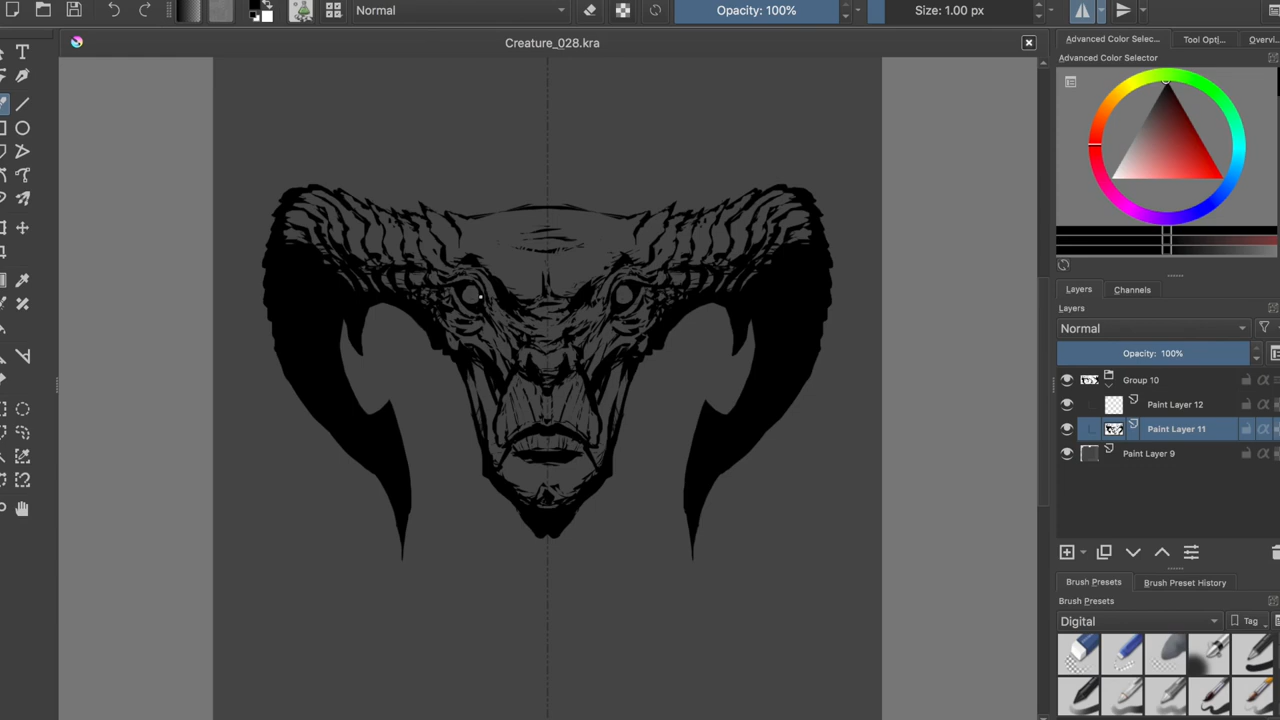 Normal
Opacity: 100%
Size: 1.00 px
Creature_028.kra
Advanced Color Selec...
Tool Opti...
Overvi...
Advanced Color Selector
Layers
Channels
Layers
Normal
Opacity: 100%
Group 10
Paint Layer 12
Paint Layer 11
Paint Layer 9
Brush Presets
Brush Preset History
Brush Presets
Digital
Tag